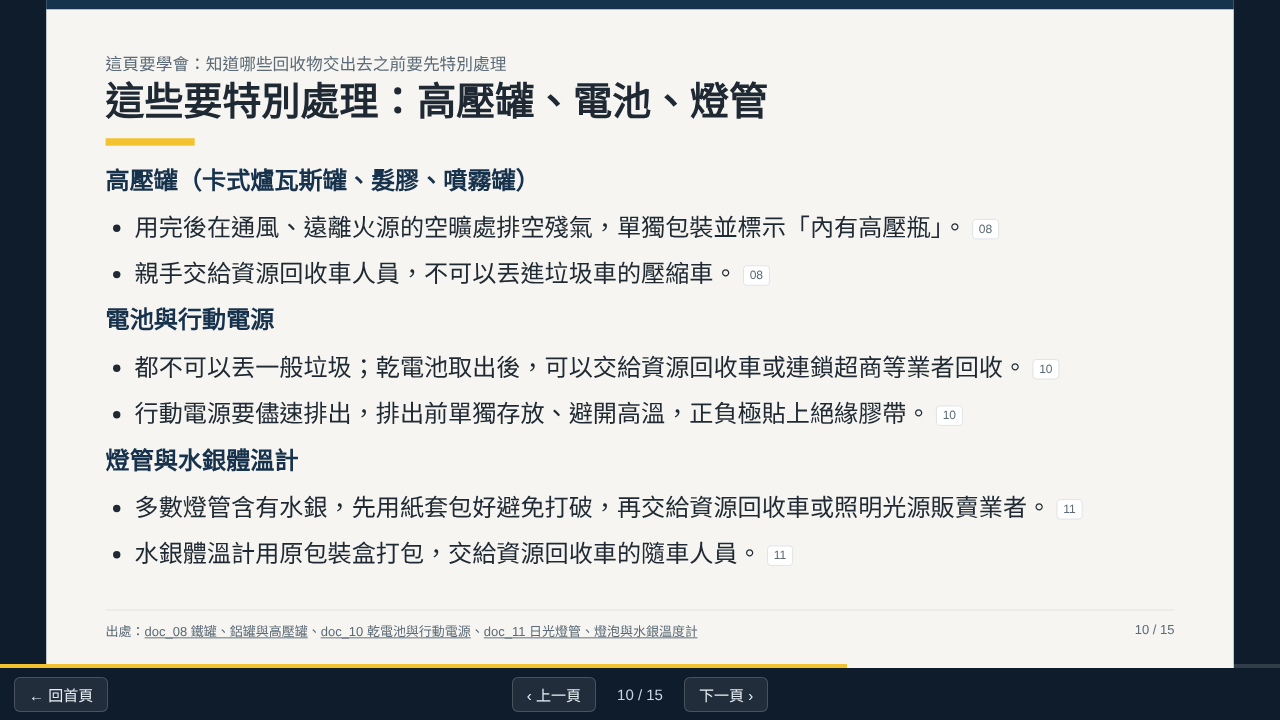 這頁要學會：知道哪些回收物交出去之前要先特別處理
這些要特別處理：高壓罐、電池、燈管
高壓罐（卡式爐瓦斯罐、髮膠、噴霧罐）
• 用完後在通風、遠離火源的空曠處排空殘氣，單獨包裝並標示「內有高壓瓶」。 08
• 親手交給資源回收車人員，不可以丟進垃圾車的壓縮車。 08
電池與行動電源
• 都不可以丟一般垃圾；乾電池取出後，可以交給資源回收車或連鎖超商等業者回收。 10
• 行動電源要儘速排出，排出前單獨存放、避開高溫，正負極貼上絕緣膠帶。 10
燈管與水銀體溫計
• 多數燈管含有水銀，先用紙套包好避免打破，再交給資源回收車或照明光源販賣業者。 11
• 水銀體溫計用原包裝盒打包，交給資源回收車的隨車人員。 11
出處：doc_08 鐵罐、鋁罐與高壓罐、doc_10 乾電池與行動電源、doc_11 日光燈管、燈泡與水銀溫度計
10 / 15
← 回首頁
‹ 上一頁
10 / 15
下一頁 ›